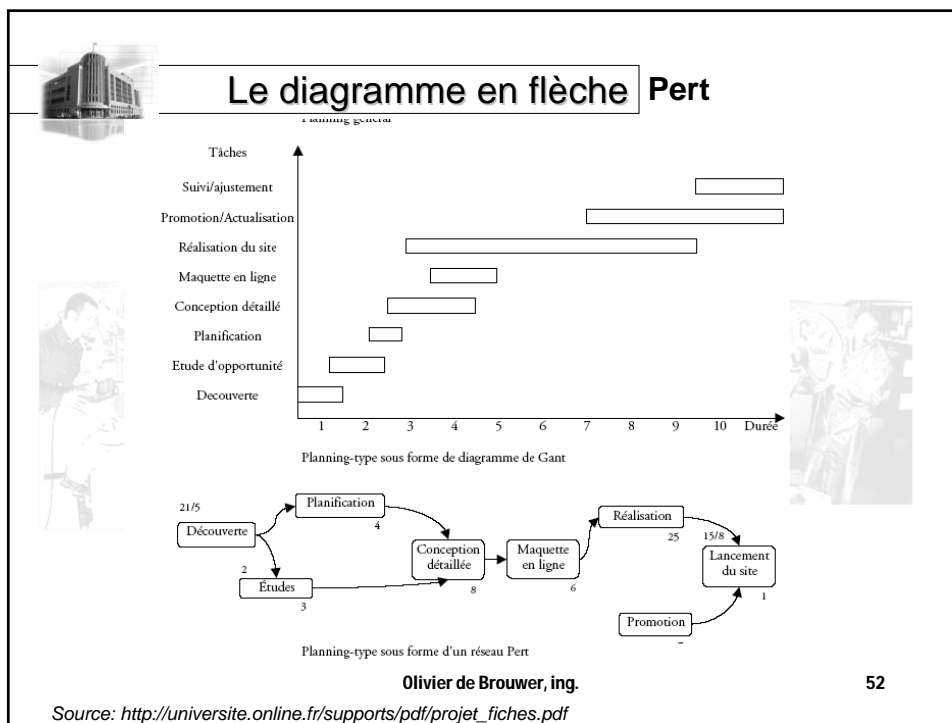 Le diagramme en flèche Pert
Planning général
Tâches
Suivi/ajustement
Promotion/Actualisation
Réalisation du site
Maquette en ligne
Conception détaillé
Planification
Etude d'opportunité
Decouverte
1 2 3 4 5 6 7 8 9 10 Durée
Planning-type sous forme de diagramme de Gant
21/5
Découverte
2
Planification
4
Études
3
Conception
détaillée
8
Maquette
en ligne
6
Réalisation
25
15/8
Lancement
du site
1
Promotion
Planning-type sous forme d'un réseau Pert
Olivier de Brouwer, ing.
52
Source: http://universite.online.fr/supports/pdf/projet_fiches.pdf